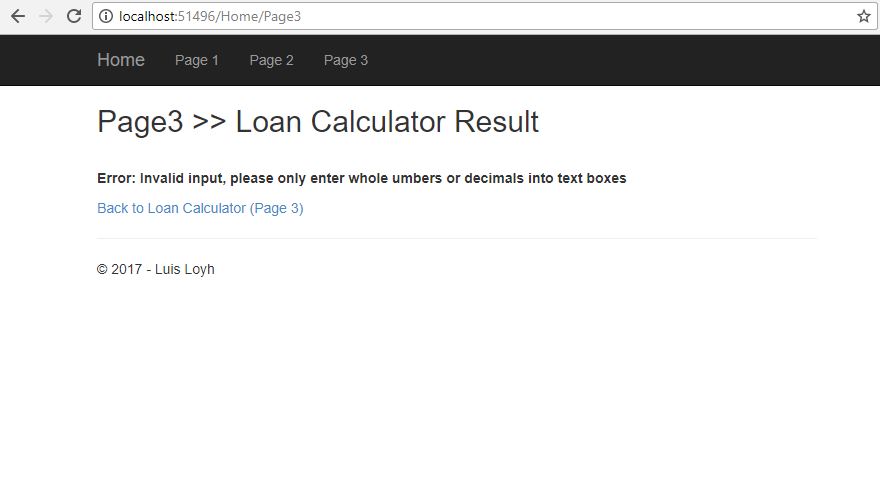 localhost:51496/Home/Page3
Home Page 1 Page 2 Page 3
Page3 >> Loan Calculator Result
Error: Invalid input, please only enter whole umbers or decimals into text boxes
Back to Loan Calculator (Page 3)
© 2017 - Luis Loyh